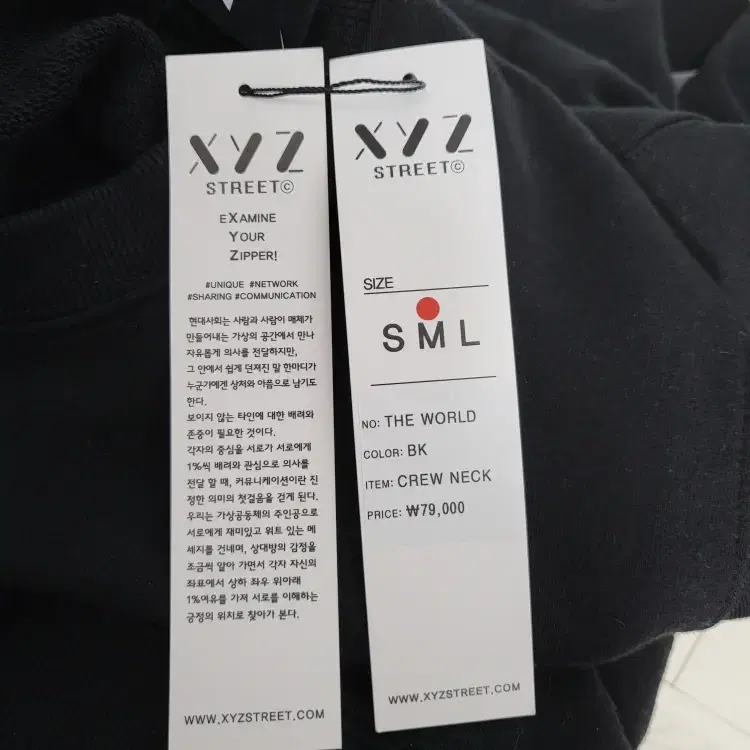 XYZ
STREET©
EXAMINE
YOUR
ZIPPER!
#UNIQUE #NETWORK
#SHARING #COMMUNICATION
현대사회는 사람과 사람이 매체가
만들어내는 가상의 공간에서 만나
자유롭게 의사를 전달하지만,
그 안에서 쉽게 던져진 말 한마디가
누군가에겐 상처와 아픔으로 남기도
한다.
보이지 않는 타인에 대한 배려와
존중이 필요한 것이다.
각자의 중심을 서로가 서로에게
1%씩 배려와 관심으로 의사를
전달 할 때, 커뮤니케이션이란 진
정한 의미의 첫걸음을 걷게 된다.
우리는 가상공동체의 주인공으로
서로에게 재미있고 위트 있는 메
세지를 건네며, 상대방의 감정을
조금씩 알아 가면서 각자 자신의
좌표에서 상하 좌우 위아래
1%여유를 가져 서로를 이해하는
긍정의 위치로 찾아가 본다.
WWW.XYZSTREET.COM
XYZ
STREET©
SIZE
S M L
NO: THE WORLD
COLOR: BK
ITEM: CREW NECK
PRICE: ₩79,000
WWW.XYZSTREET.COM